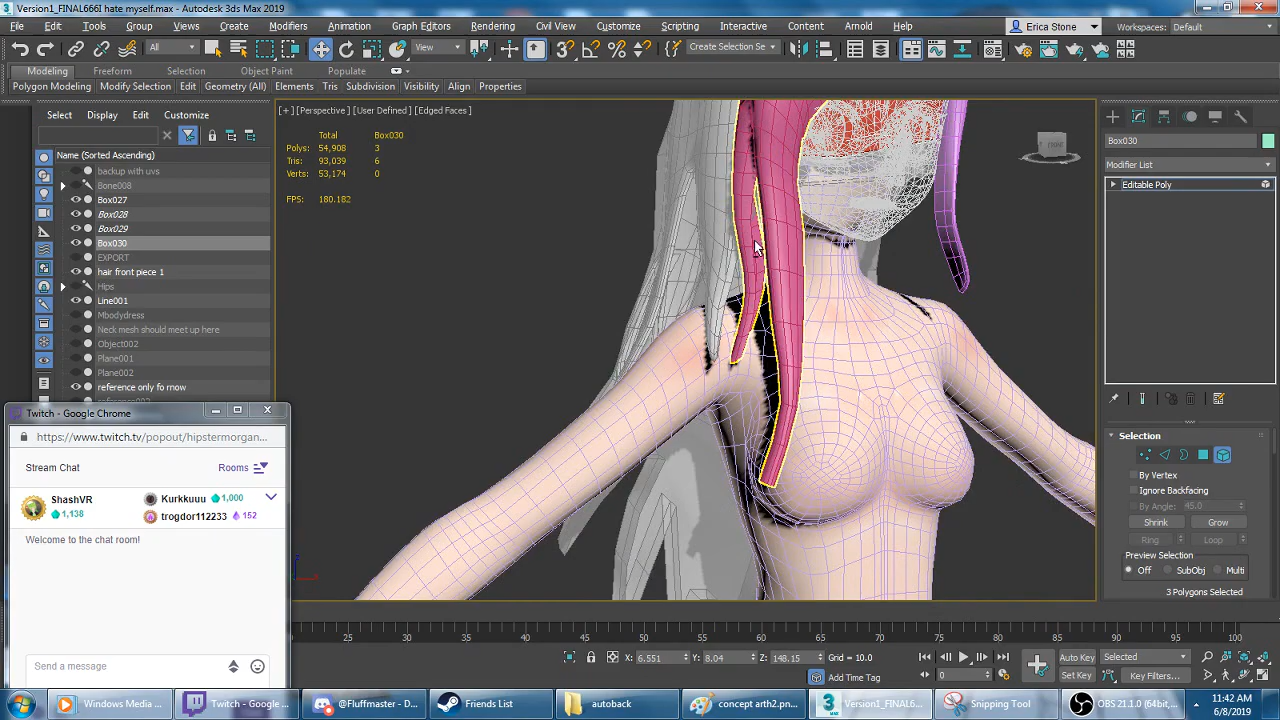 Version1_FINAL666I hate myself.max - Autodesk 3ds Max 2019
File Edit Tools Group Views Create Modifiers Animation Graph Editors Rendering Civil View Customize Scripting Interactive Content Arnold Help Erica Stone Workspaces: Default
All View Create Selection Se
Modeling Freeform Selection Object Paint Populate
Polygon Modeling Modify Selection Edit Geometry (All) Subdivision Elements Tris Subdivision Visibility Align Properties
Select Display Edit Customize
[+] [Perspective] [User Defined] [Edged Faces]
Total Box030
Polys: 54,908 3
Tris: 93,039 6
Verts: 53,174 0
FPS: 180.182
Name (Sorted Ascending)
backup with uvs
Bone008
Box027
Box028
Box029
Box030
EXPORT
hair front piece 1
Hips
Line001
Mbodydress
Neck mesh should meet up here
Object002
Plane001
Plane002
reference only fo rnow
Box030
Modifier List
Editable Poly
Selection
By Vertex
Ignore Backfacing
By Angle: 45.0
Shrink Grow
Ring Loop
Preview Selection
Off SubObj Multi
3 Polygons Selected
Twitch - Google Chrome
https://www.twitch.tv/popout/hipstermorgan...
Stream Chat Rooms
ShashVR
1,138
Kurkkuuu 1,000
trogdor112233 152
Welcome to the chat room!
Send a message
25 30 35 40 45 50 55 60 65 70 75 80 85 90 95 100
X: 6.551 Y: 8.04 Z: 148.15 Grid = 10.0
Add Time Tag
0
Auto Key Selected
Set Key Key Filters...
Windows Media ... Twitch - Google ... @Fluffmaster - D... Friends List autoback concept arth2.pn... Version1_FINAL6... Snipping Tool OBS 21.1.0 (64bit,...
11:42 AM
6/8/2019